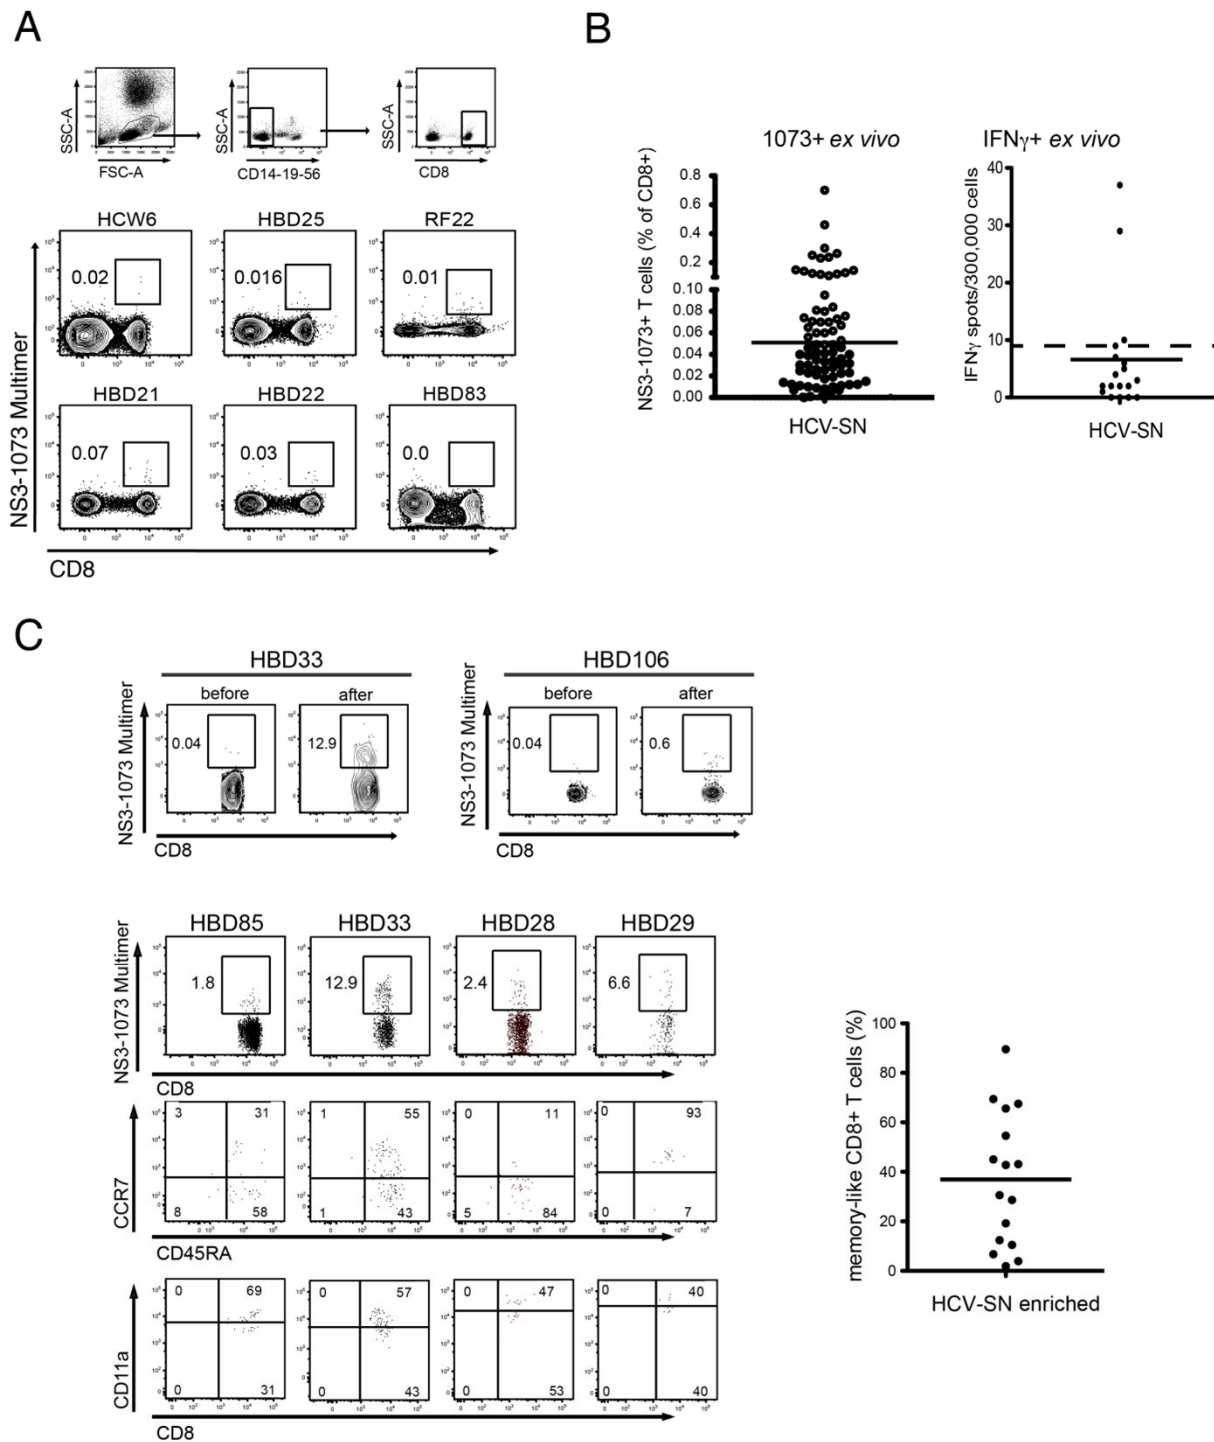 A
SSC-A
FSC-A
SSC-A
CD14-19-56
SSC-A
CD8
HCW6
HBD25
RF22
0.02
0.016
0.01
HBD21
HBD22
HBD83
0.07
0.03
0.0
NS3-1073 Multimer
CD8
B
1073+ ex vivo
NS3-1073+ T cells (% of CD8+)
0.8
0.6
0.4
0.2
0.10
0.08
0.06
0.04
0.02
0.00
HCV-SN
IFNγ+ ex vivo
IFNγ spots/300,000 cells
40
30
20
10
0
HCV-SN
C
HBD33
before
after
NS3-1073 Multimer
0.04
12.9
CD8
HBD106
before
after
NS3-1073 Multimer
0.04
0.6
CD8
HBD85
HBD33
HBD28
HBD29
NS3-1073 Multimer
1.8
12.9
2.4
6.6
CD8
CCR7
3 31
8 58
1 55
1 43
0 11
5 84
0 93
0 7
CD45RA
CD11a
0 69
0 31
0 57
0 43
0 47
0 53
0 40
0 40
CD8
memory-like CD8+ T cells (%)
100
80
60
40
20
0
HCV-SN enriched